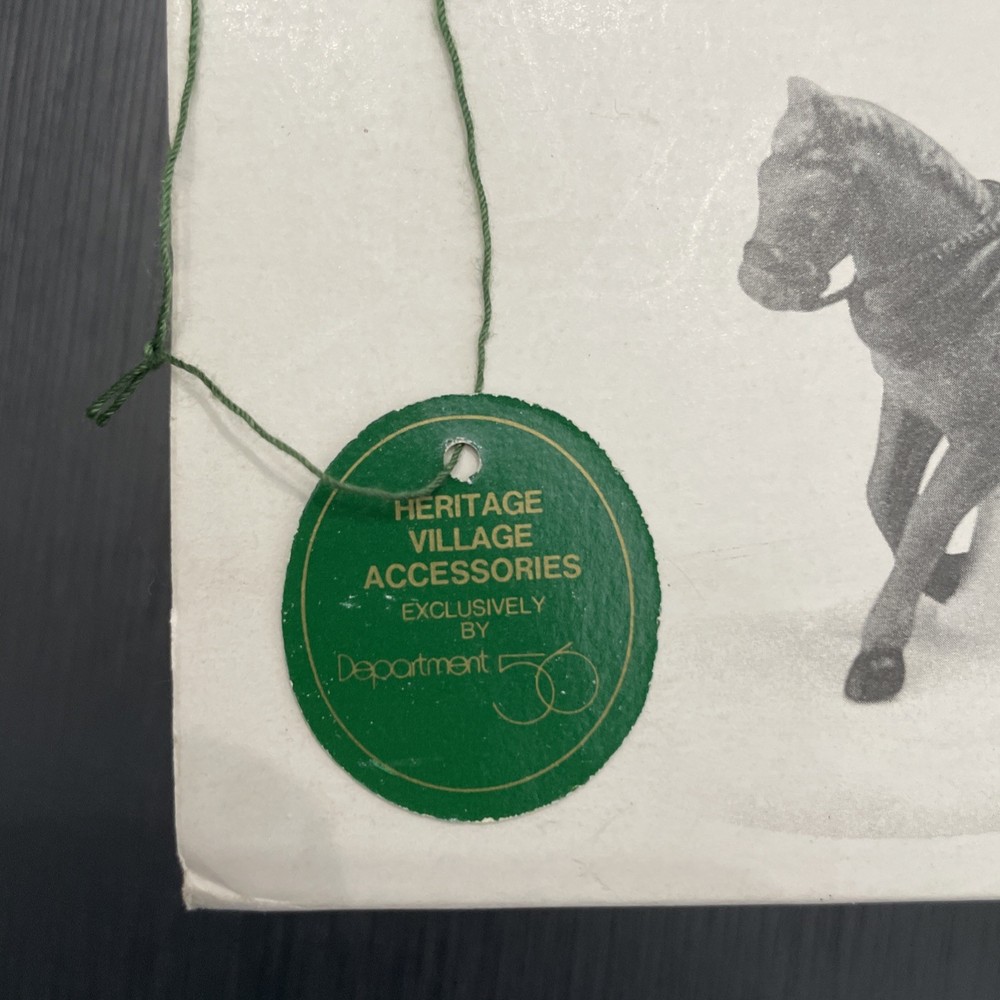 HERITAGE
VILLAGE
ACCESSORIES
EXCLUSIVELY
BY
Department 56